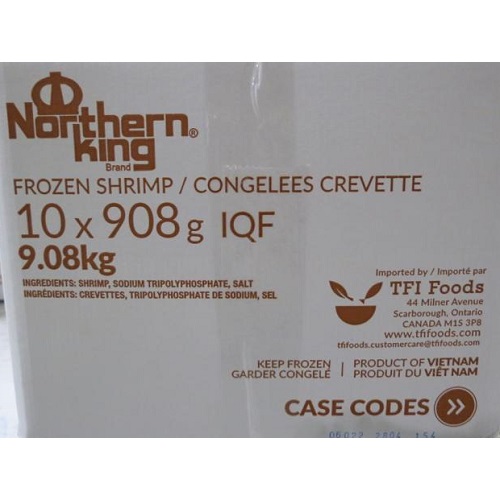 Northern®
King
Brand
FROZEN SHRIMP / CONGELEES CREVETTE
10 x 908 g IQF
9.08kg
INGREDIENTS: SHRIMP, SODIUM TRIPOLYPHOSPHATE, SALT
INGRÉDIENTS: CREVETTES, TRIPOLYPHOSPHATE DE SODIUM, SEL
Imported by / Importé par
TFI Foods
44 Milner Avenue
Scarborough, Ontario
CANADA M1S 3P8
www.tfifoods.com
tfifoods.customercare@tfifoods.com
KEEP FROZEN
GARDER CONGELÉ
PRODUCT OF VIETNAM
PRODUIT DU VIÊT NAM
CASE CODES